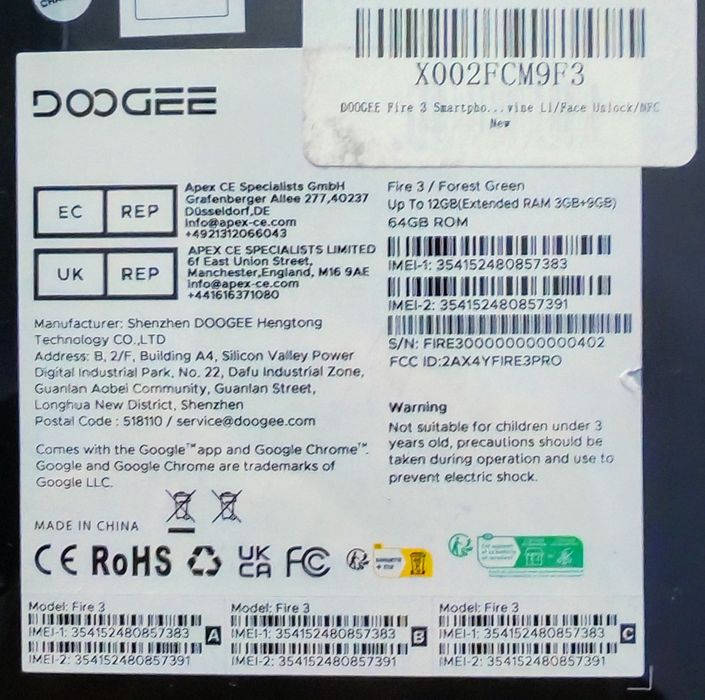 X002FCM9F3
DOOGEE Fire 3 Smartpho...vise Li/Face Unlock/NFC
New
DOOGEE
EC REP
Apex CE Specialists GmbH
Grafenberger Allee 277,40237
Düsseldorf,DE
info@apex-ce.com
+4921312066043
UK REP
APEX CE SPECIALISTS LIMITED
6f East Union Street,
Manchester,England, M16 9AE
info@apex-ce.com
+441616371080
Manufacturer: Shenzhen DOOGEE Hengtong
Technology CO.,LTD
Address: B, 2/F, Building A4, Silicon Valley Power
Digital Industrial Park, No. 22, Dafu Industrial Zone,
Guanlan Aobei Community, Guanlan Street,
Longhua New District, Shenzhen
Postal Code : 518110 / service@doogee.com
Comes with the Google™ app and Google Chrome™.
Google and Google Chrome are trademarks of
Google LLC.
MADE IN CHINA
CE RoHS UK CA FC
Fire 3 / Forest Green
Up To 12GB(Extended RAM 3GB+9GB)
64GB ROM
IMEI-1: 354152480857383
IMEI-2: 354152480857391
S/N: FIRE300000000000402
FCC ID:2AX4YFIRE3PRO
Warning
Not suitable for children under 3
years old, precautions should be
taken during operation and use to
prevent electric shock.
Model: Fire 3
IMEI-1: 354152480857383
IMEI-2: 354152480857391
A
Model: Fire 3
IMEI-1: 354152480857383
IMEI-2: 354152480857391
B
Model: Fire 3
IMEI-1: 354152480857383
IMEI-2: 354152480857391
C